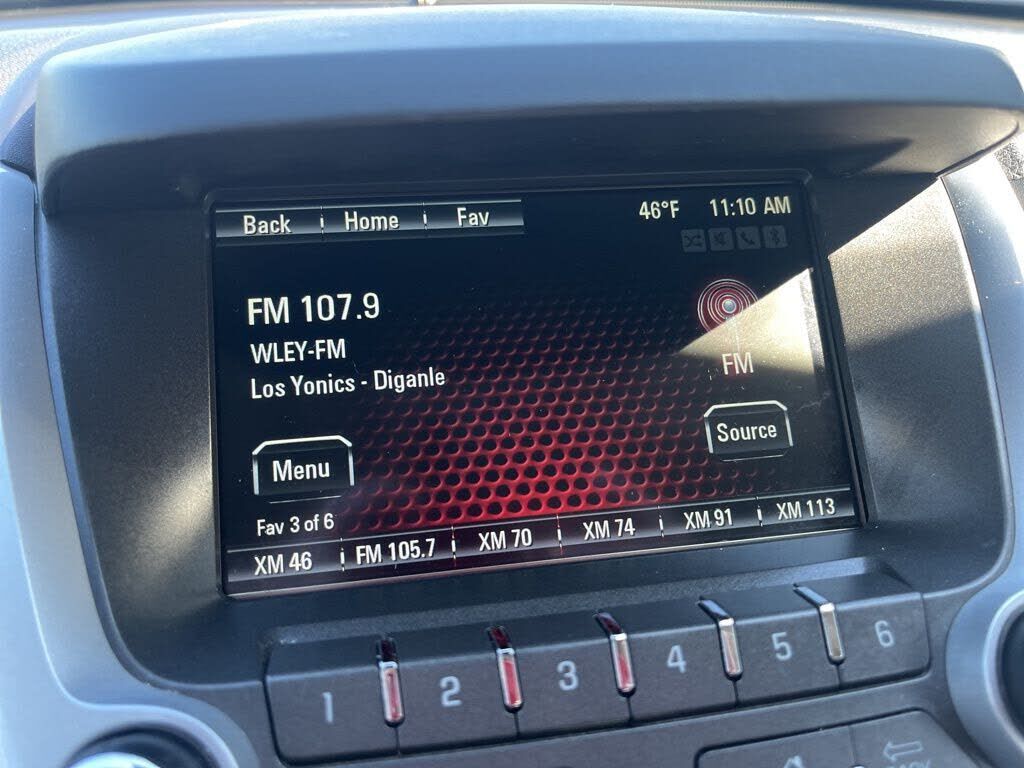 Back Home Fav 46°F 11:10 AM
FM 107.9
WLEY-FM
Los Yonics - Diganle
FM
Menu
Source
Fav 3 of 6
XM 46 FM 105.7 XM 70 XM 74 XM 91 XM 113
1 2 3 4 5 6